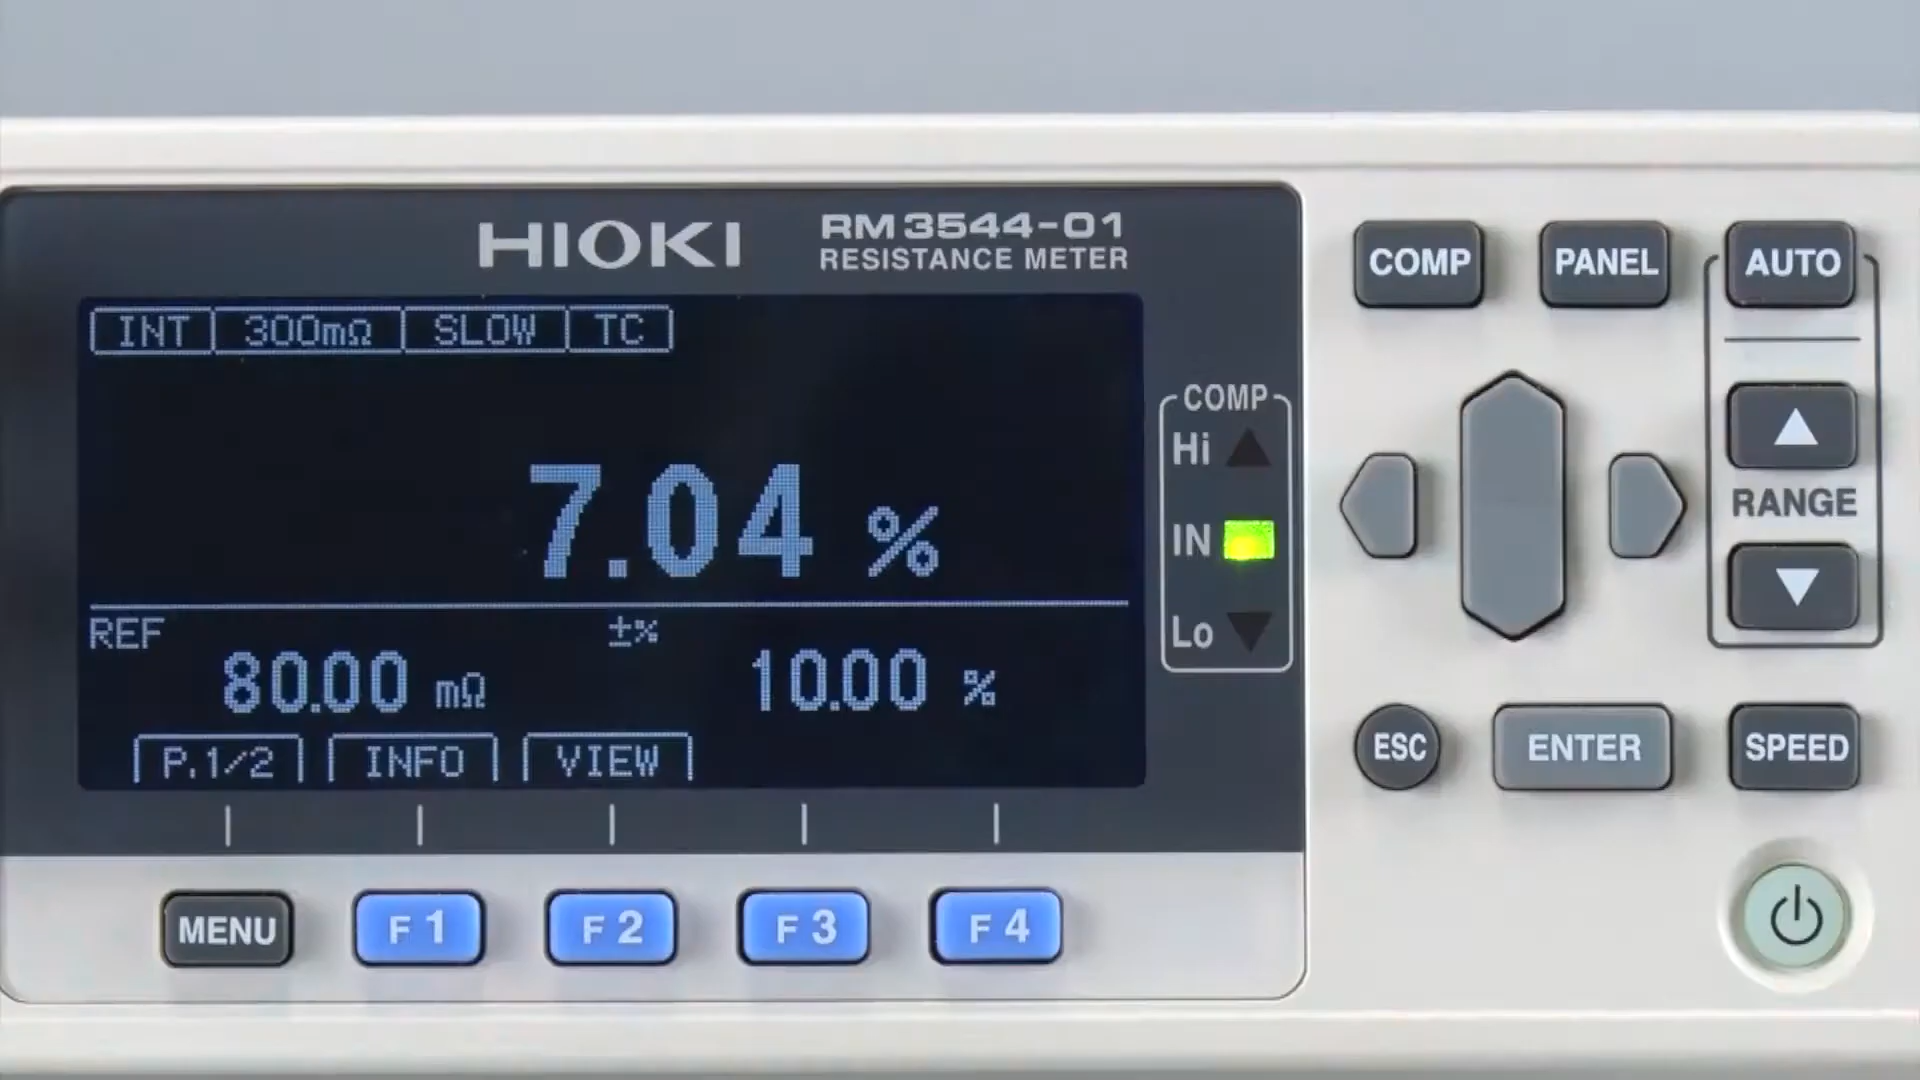 HIOKI
RM3544-01
RESISTANCE METER
INT 300mΩ SLOW TC
7.04 %
REF ±%
80.00 mΩ 10.00 %
P.1/2 INFO VIEW
COMP
Hi
IN
Lo
MENU F1 F2 F3 F4
COMP PANEL AUTO
RANGE
ESC ENTER SPEED